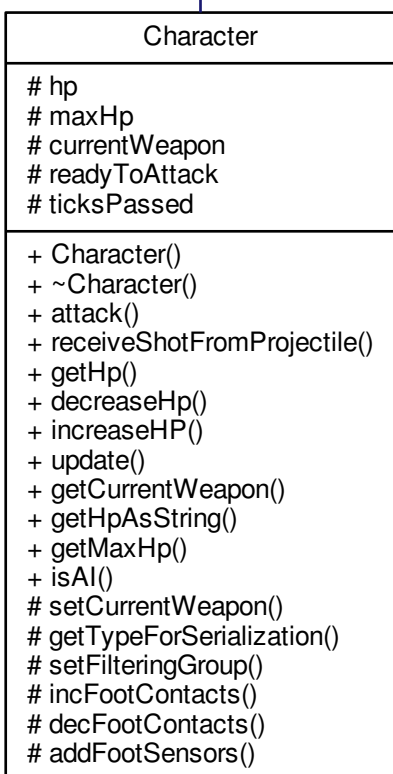 Character
# hp
# maxHp
# currentWeapon
# readyToAttack
# ticksPassed
+ Character()
+ ~Character()
+ attack()
+ receiveShotFromProjectile()
+ getHp()
+ decreaseHp()
+ increaseHP()
+ update()
+ getCurrentWeapon()
+ getHpAsString()
+ getMaxHp()
+ isAI()
# setCurrentWeapon()
# getTypeForSerialization()
# setFilteringGroup()
# incFootContacts()
# decFootContacts()
# addFootSensors()